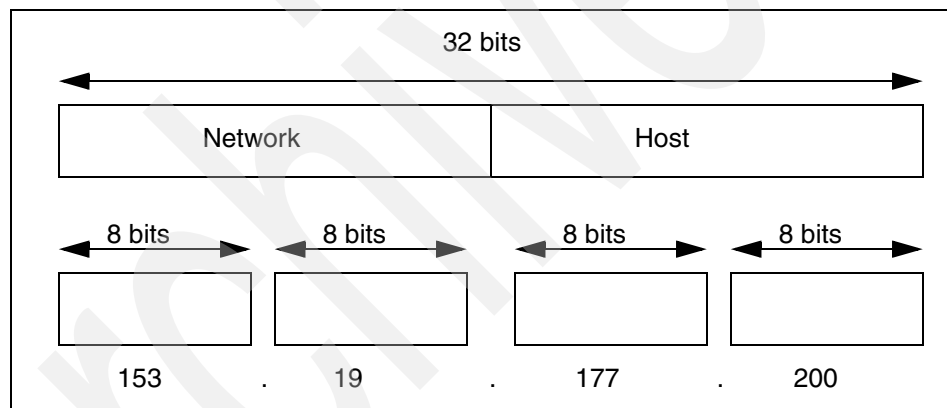 32 bits
Network Host
8 bits 8 bits 8 bits 8 bits
153 . 19 . 177 . 200